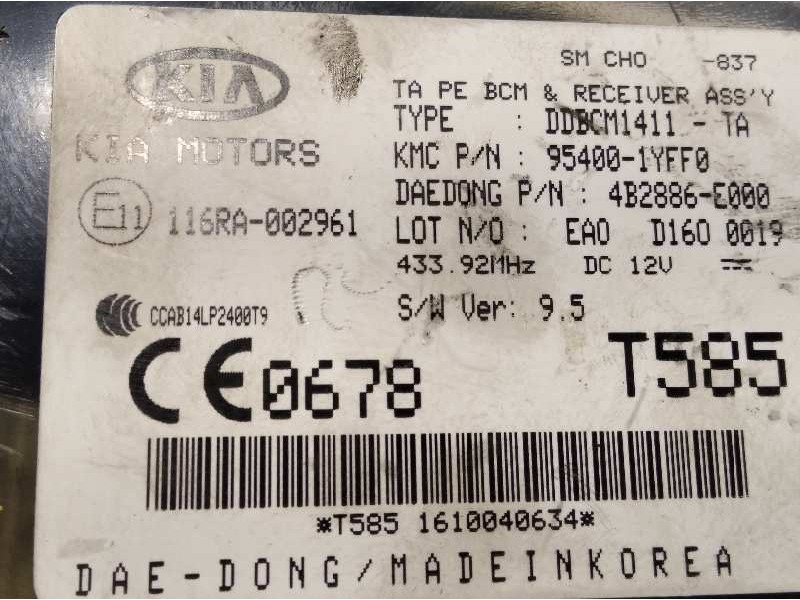 SM CHO -837
KIA
TA PE BCM & RECEIVER ASS'Y
TYPE : DDBCM1411 - TA
KIA MOTORS
KMC P/N : 95400-1YFF0
DAEDONG P/N : 4B2886-E000
E11 116RA-002961
LOT N/O : EAO D160 0019
433.92MHz DC 12V
CCAB14LP2400T9
S/W Ver: 9.5
CE0678 T585
*T585 1610040634*
DAE-DONG/MADEINKOREA